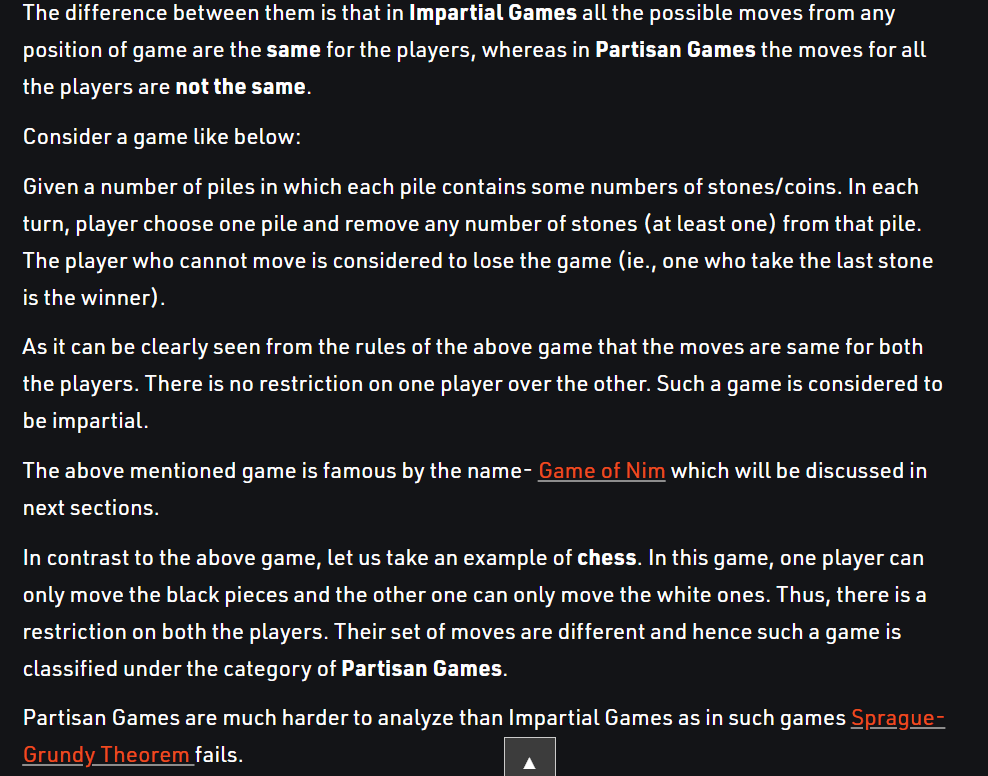 The difference between them is that in Impartial Games all the possible moves from any
position of game are the same for the players, whereas in Partisan Games the moves for all
the players are not the same.
Consider a game like below:
Given a number of piles in which each pile contains some numbers of stones/coins. In each
turn, player choose one pile and remove any number of stones (at least one) from that pile.
The player who cannot move is considered to lose the game (ie., one who take the last stone
is the winner).
As it can be clearly seen from the rules of the above game that the moves are same for both
the players. There is no restriction on one player over the other. Such a game is considered to
be impartial.
The above mentioned game is famous by the name- Game of Nim which will be discussed in
next sections.
In contrast to the above game, let us take an example of chess. In this game, one player can
only move the black pieces and the other one can only move the white ones. Thus, there is a
restriction on both the players. Their set of moves are different and hence such a game is
classified under the category of Partisan Games.
Partisan Games are much harder to analyze than Impartial Games as in such games Sprague-
Grundy Theorem fails.